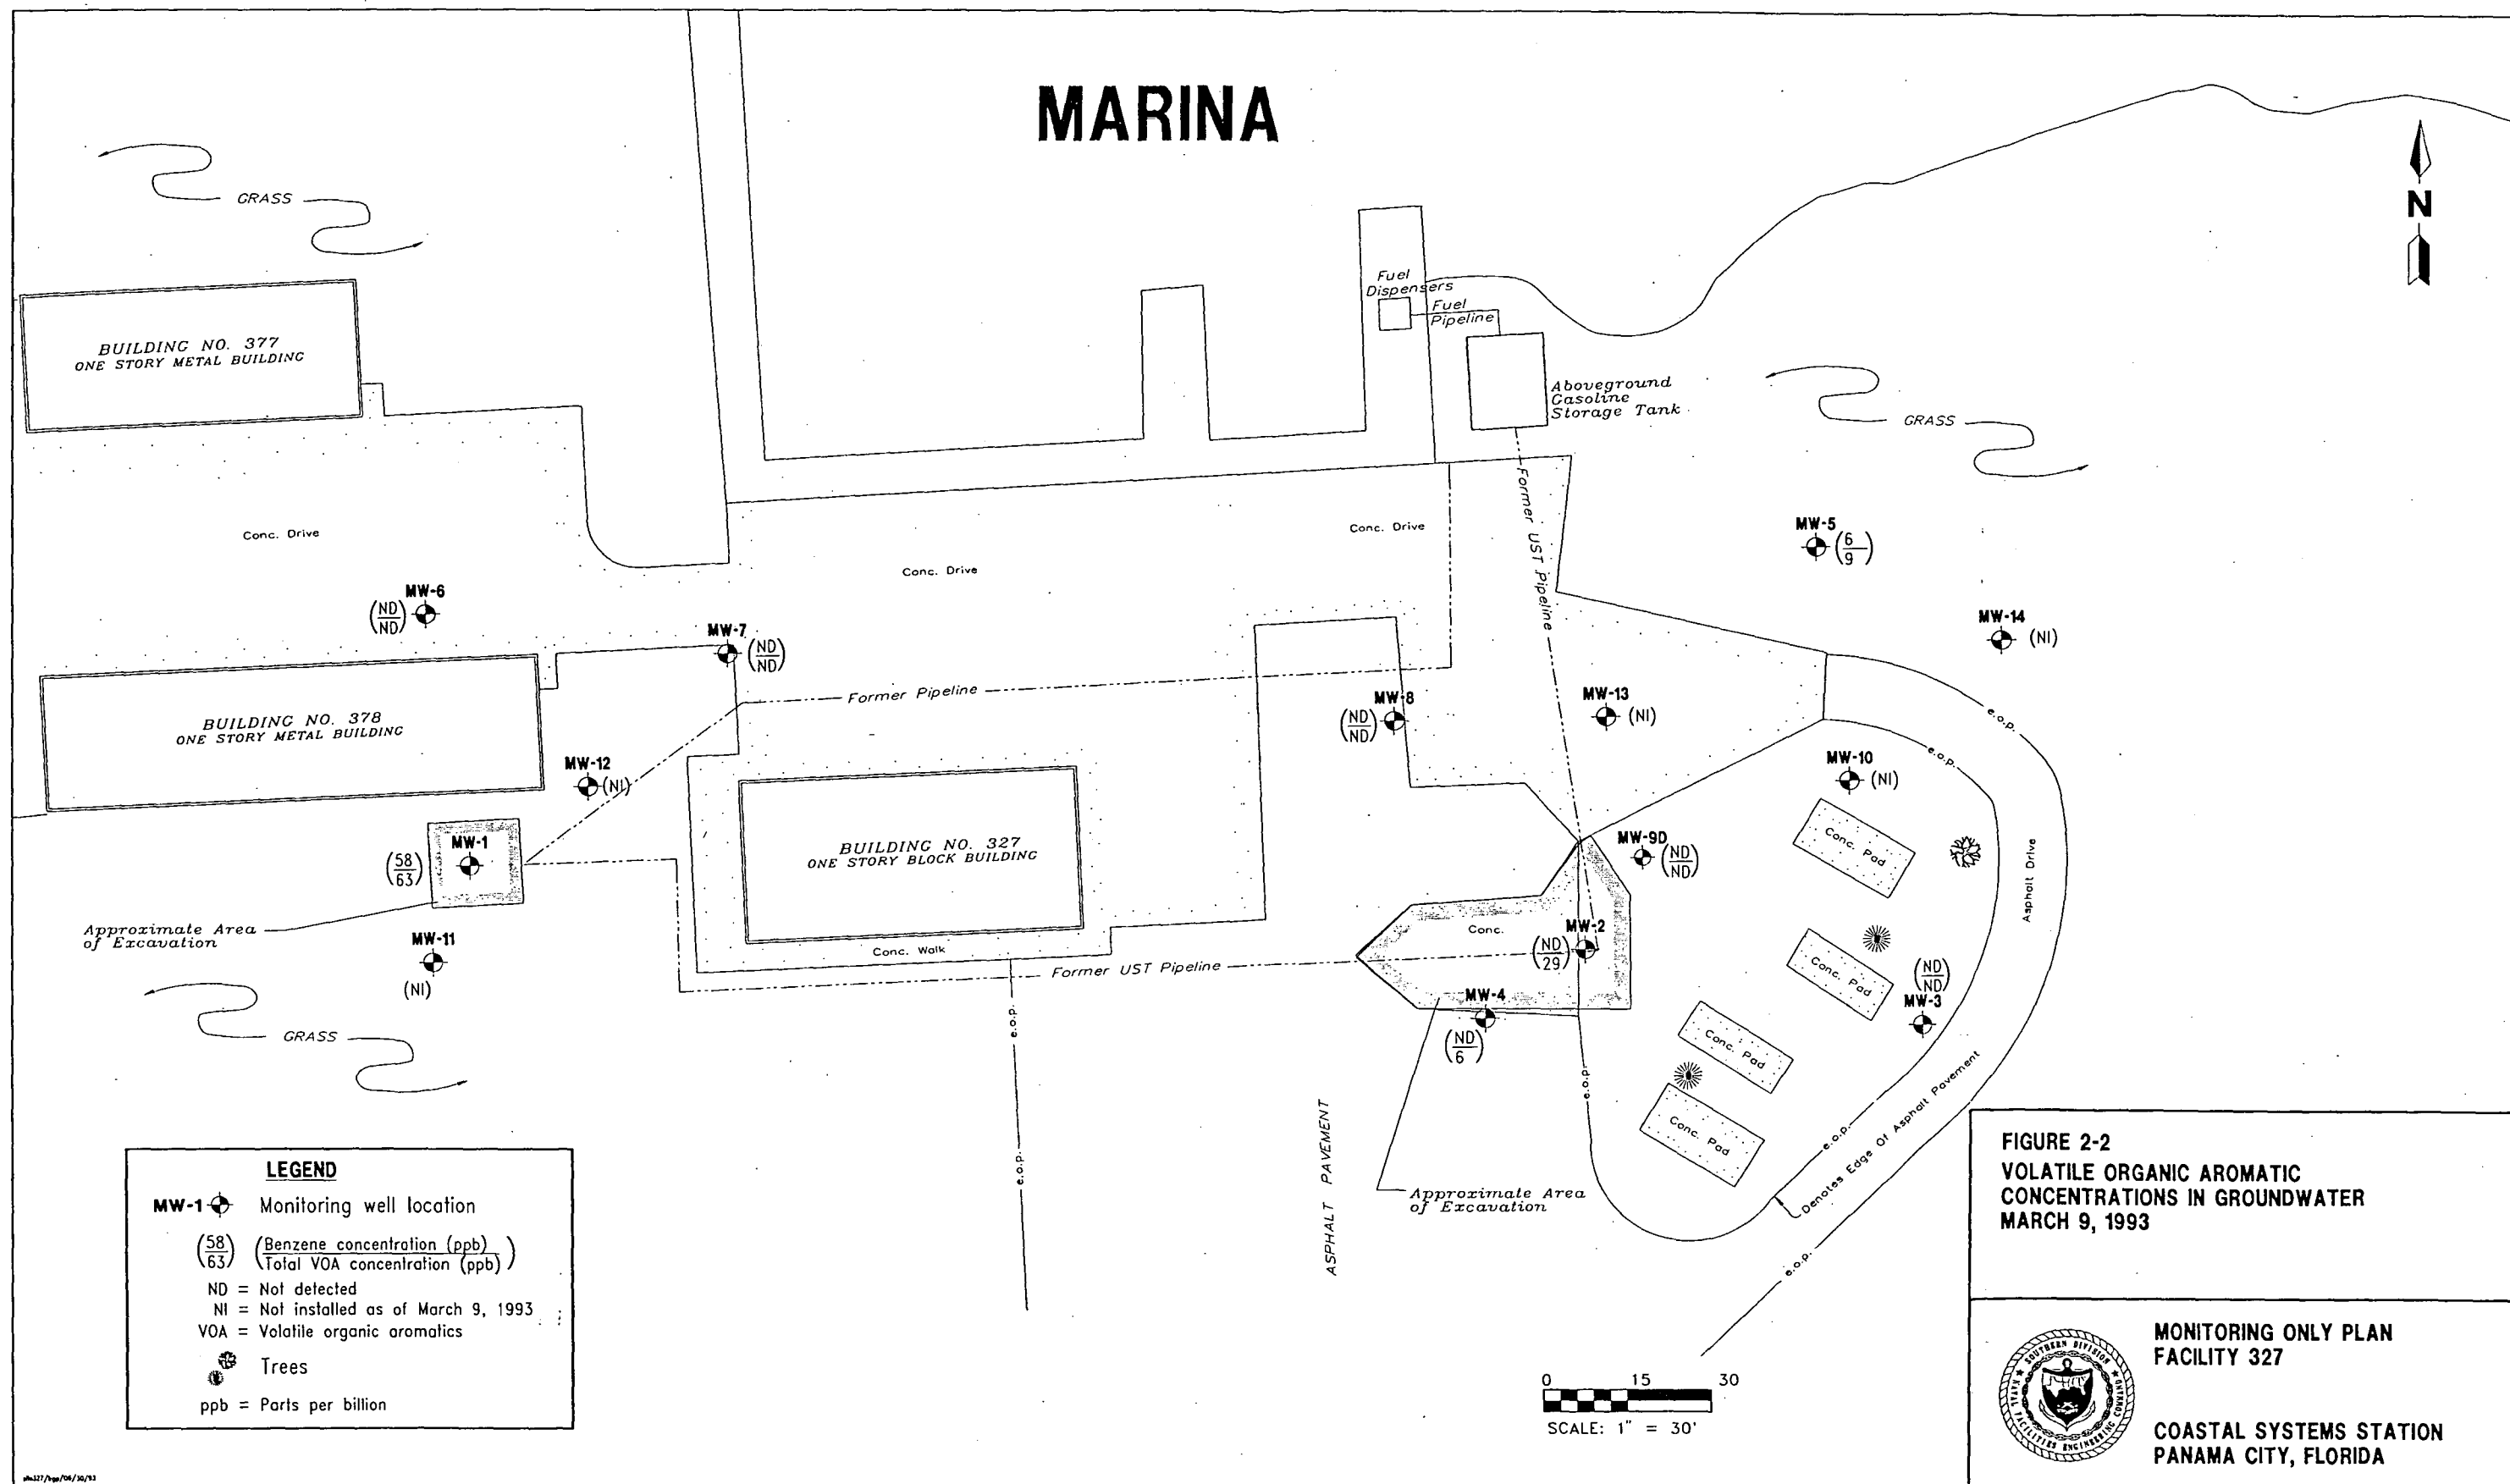 MARINA
N
GRASS
BUILDING NO. 377
ONE STORY METAL BUILDING
Fuel
Dispensers
Fuel
Pipeline
Aboveground
Gasoline
Storage Tank
GRASS
Former UST Pipeline
Conc. Drive
Conc. Drive
Conc. Drive
MW-5
(6/9)
MW-6
(ND/ND)
MW-7
(ND/ND)
MW-14
(NI)
Former Pipeline
MW-8
(ND/ND)
MW-13
(NI)
e.o.p.
e.o.p.
BUILDING NO. 378
ONE STORY METAL BUILDING
MW-12
(NI)
MW-10
(NI)
MW-1
(58/63)
BUILDING NO. 327
ONE STORY BLOCK BUILDING
MW-9D
(ND/ND)
Conc. Pad
Asphalt Drive
Approximate Area
of Excavation
MW-11
(NI)
Conc. Walk
Former UST Pipeline
Conc.
MW-2
(ND/29)
Conc. Pad
(ND/ND)
MW-3
MW-4
(ND/6)
GRASS
e.o.p.
e.o.p.
e.o.p.
Conc. Pad
Conc. Pad
e.o.p.
Denotes Edge Of Asphalt Pavement
e.o.p.
ASPHALT PAVEMENT
Approximate Area
of Excavation
LEGEND
MW-1 Monitoring well location
(58/63) (Benzene concentration (ppb)/Total VOA concentration (ppb))
ND = Not detected
NI = Not installed as of March 9, 1993
VOA = Volatile organic aromatics
Trees
ppb = Parts per billion
0 15 30
SCALE: 1" = 30'
FIGURE 2-2
VOLATILE ORGANIC AROMATIC
CONCENTRATIONS IN GROUNDWATER
MARCH 9, 1993
SOUTHERN DIVISION
NAVAL FACILITIES ENGINEERING COMMAND
MONITORING ONLY PLAN
FACILITY 327
COASTAL SYSTEMS STATION
PANAMA CITY, FLORIDA